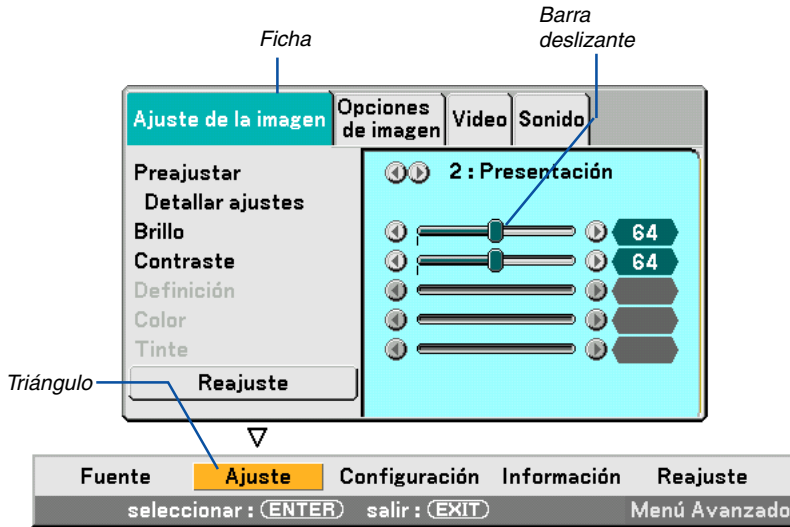 Ficha
Barra
deslizante
Ajuste de la imagen
Opciones
de imagen
Video
Sonido
Preajustar
2 : Presentación
Detallar ajustes
Brillo
64
Contraste
64
Definición
Color
Tinte
Reajuste
Triángulo
Fuente
Ajuste
Configuración
Información
Reajuste
seleccionar : ENTER
salir : EXIT
Menú Avanzado